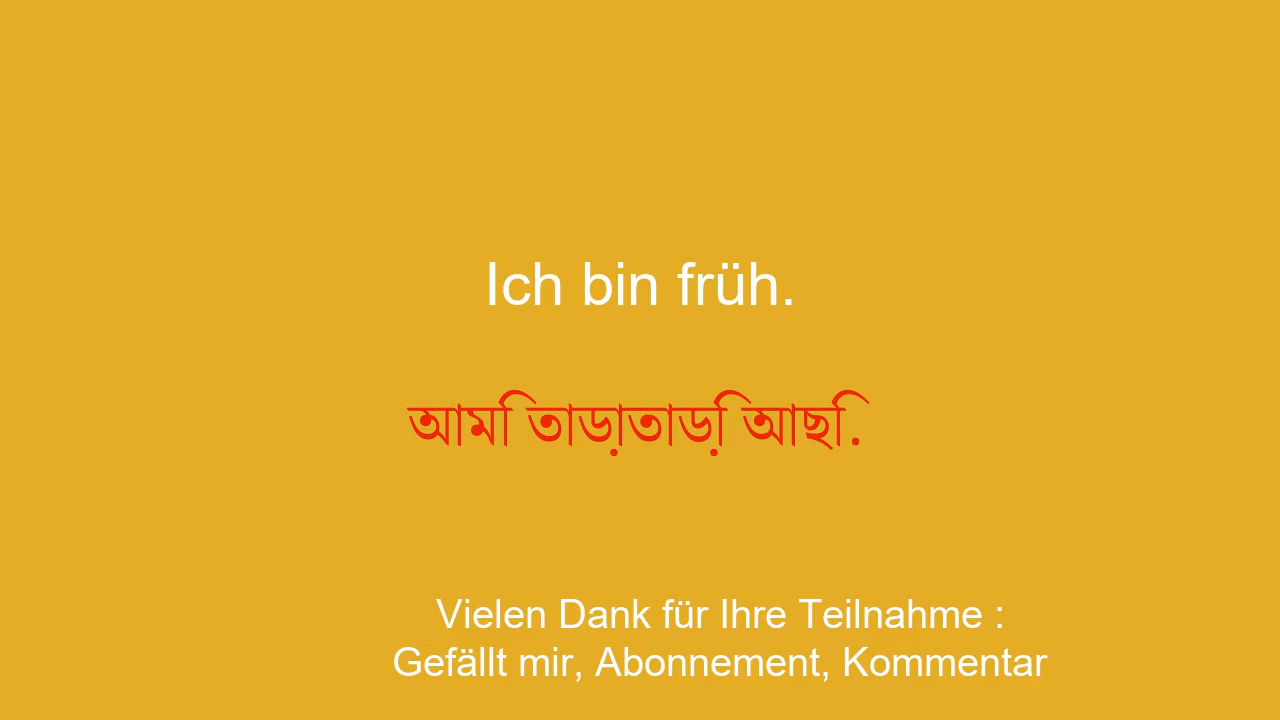 Ich bin früh.
আমি তাড়াতাড়ি আছি.
Vielen Dank für Ihre Teilnahme :
Gefällt mir, Abonnement, Kommentar